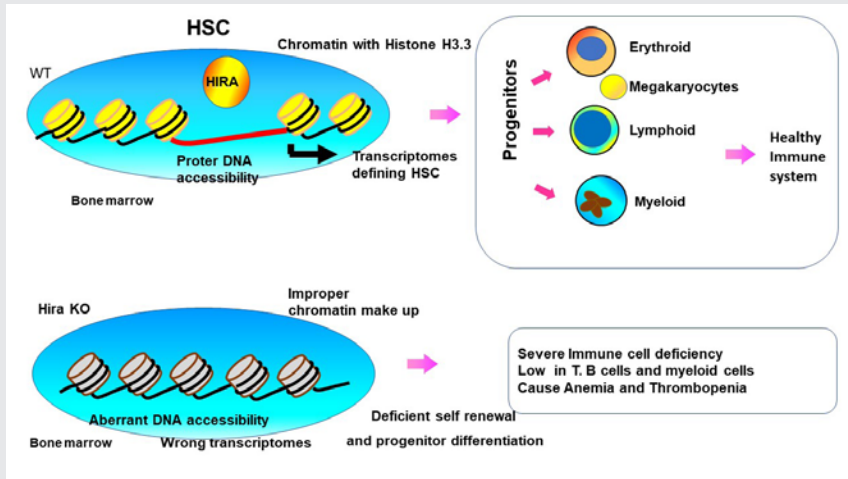 HSC
Chromatin with Histone H3.3
WT
HIRA
Proter DNA
accessibility
Transcriptomes
defining HSC
Bone marrow
Progenitors
Erythroid
Megakaryocytes
Lymphoid
Myeloid
Healthy
Immune
system
Hira KO
Improper
chromatin make up
Aberrant DNA accessibility
Bone marrow
Wrong transcriptomes
Deficient self renewal
and progenitor differentiation
Severe Immune cell deficiency
Low in T. B cells and myeloid cells
Cause Anemia and Thrombopenia